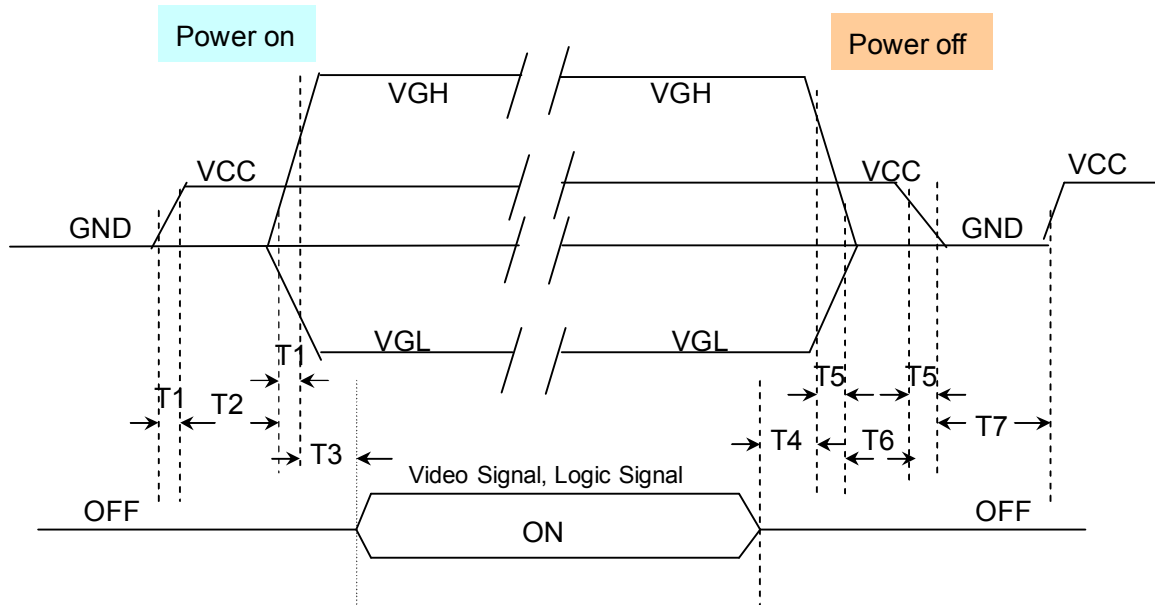 Power on
Power off
VGH
VGH
VCC
VCC
VCC
GND
GND
VGL
VGL
T1
T1
T2
T3
T5
T5
T4
T6
T7
Video Signal, Logic Signal
OFF
ON
OFF